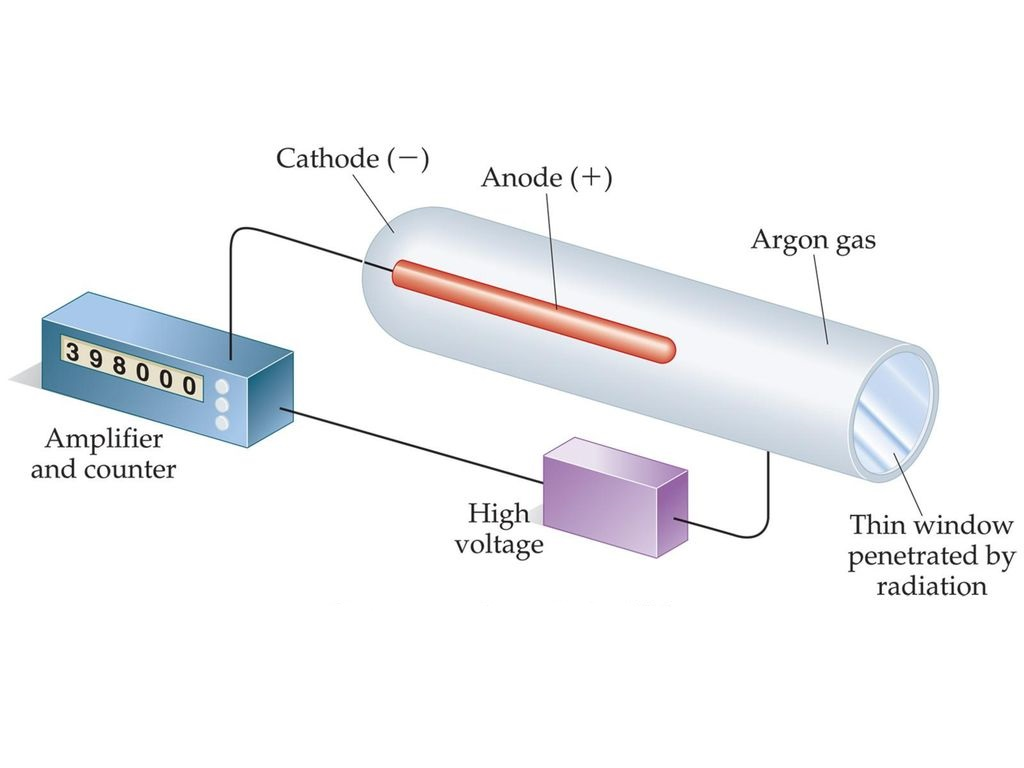 Cathode (−)
Anode (+)
Argon gas
398000
Amplifier
and counter
High
voltage
Thin window
penetrated by
radiation